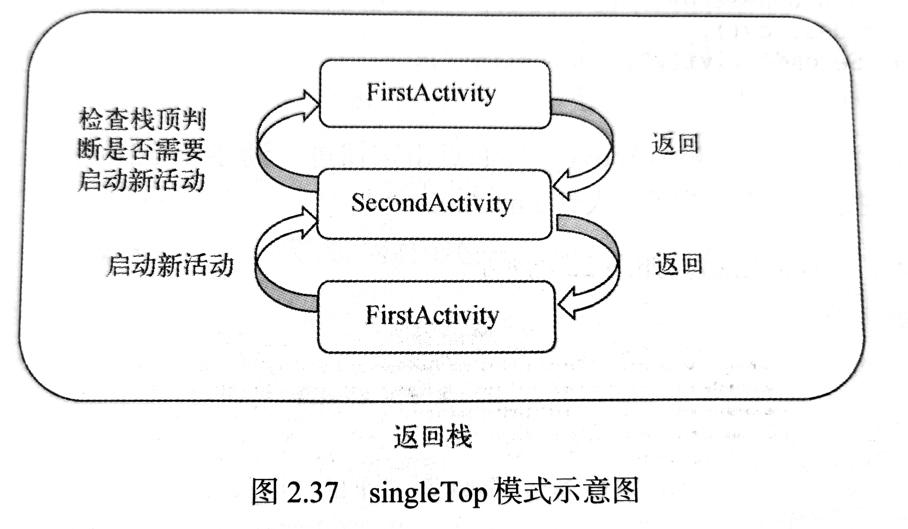 FirstActivity
检查栈顶判
断是否需要
启动新活动
返回
SecondActivity
启动新活动
返回
FirstActivity
返回栈
图 2.37 singleTop 模式示意图